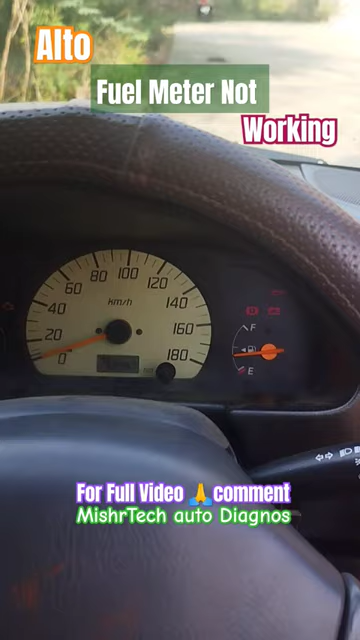 Alto
Fuel Meter Not
Working
100
80
120
60
km/h
140
40
160
20
180
0
F
E
For Full Video 🙏comment
MishrTech auto Diagnos